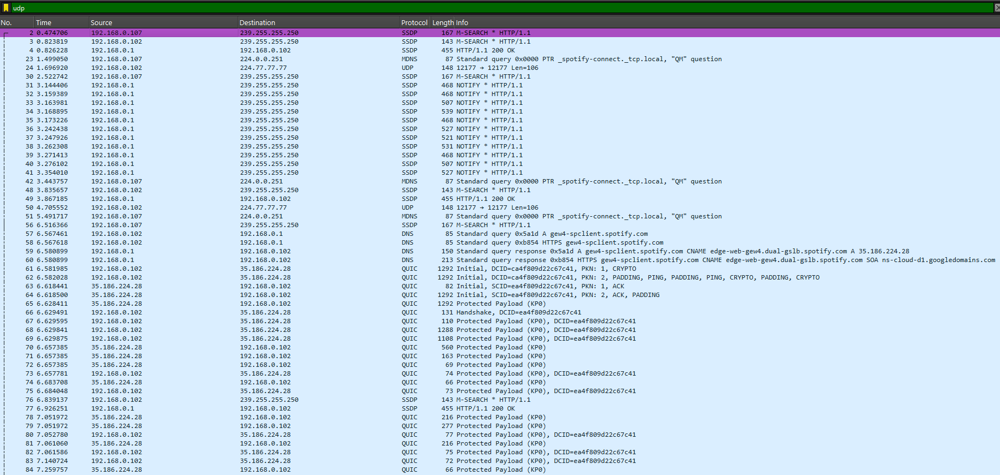 udp
No. Time Source Destination Protocol Length Info
2 0.474706 192.168.0.107 239.255.255.250 SSDP 167 M-SEARCH * HTTP/1.1
3 0.823819 192.168.0.102 239.255.255.250 SSDP 143 M-SEARCH * HTTP/1.1
4 0.826228 192.168.0.1 192.168.0.102 SSDP 455 HTTP/1.1 200 OK
23 1.499050 192.168.0.107 224.0.0.251 MDNS 87 Standard query 0x0000 PTR _spotify-connect._tcp.local, "QM" question
24 1.696920 192.168.0.102 224.77.77.77 UDP 148 12177 → 12177 Len=106
30 2.522742 192.168.0.107 239.255.255.250 SSDP 167 M-SEARCH * HTTP/1.1
31 3.144406 192.168.0.1 239.255.255.250 SSDP 468 NOTIFY * HTTP/1.1
32 3.159389 192.168.0.1 239.255.255.250 SSDP 468 NOTIFY * HTTP/1.1
33 3.163981 192.168.0.1 239.255.255.250 SSDP 507 NOTIFY * HTTP/1.1
34 3.168895 192.168.0.1 239.255.255.250 SSDP 539 NOTIFY * HTTP/1.1
35 3.173226 192.168.0.1 239.255.255.250 SSDP 468 NOTIFY * HTTP/1.1
36 3.242438 192.168.0.1 239.255.255.250 SSDP 527 NOTIFY * HTTP/1.1
37 3.247926 192.168.0.1 239.255.255.250 SSDP 521 NOTIFY * HTTP/1.1
38 3.262308 192.168.0.1 239.255.255.250 SSDP 531 NOTIFY * HTTP/1.1
39 3.271413 192.168.0.1 239.255.255.250 SSDP 468 NOTIFY * HTTP/1.1
40 3.276102 192.168.0.1 239.255.255.250 SSDP 507 NOTIFY * HTTP/1.1
41 3.354010 192.168.0.1 239.255.255.250 SSDP 527 NOTIFY * HTTP/1.1
42 3.443757 192.168.0.107 224.0.0.251 MDNS 87 Standard query 0x0000 PTR _spotify-connect._tcp.local, "QM" question
48 3.835657 192.168.0.102 239.255.255.250 SSDP 143 M-SEARCH * HTTP/1.1
49 3.867185 192.168.0.1 192.168.0.102 SSDP 455 HTTP/1.1 200 OK
50 4.705552 192.168.0.102 224.77.77.77 UDP 148 12177 → 12177 Len=106
51 5.491717 192.168.0.107 224.0.0.251 MDNS 87 Standard query 0x0000 PTR _spotify-connect._tcp.local, "QM" question
56 6.516366 192.168.0.107 239.255.255.250 SSDP 167 M-SEARCH * HTTP/1.1
57 6.567461 192.168.0.102 192.168.0.1 DNS 85 Standard query 0x5a1d A gew4-spclient.spotify.com
58 6.567618 192.168.0.102 192.168.0.1 DNS 85 Standard query 0xb854 HTTPS gew4-spclient.spotify.com
59 6.580899 192.168.0.1 192.168.0.102 DNS 150 Standard query response 0x5a1d A gew4-spclient.spotify.com CNAME edge-web-gew4.dual-gslb.spotify.com A 35.186.224.28
60 6.580899 192.168.0.1 192.168.0.102 DNS 213 Standard query response 0xb854 HTTPS gew4-spclient.spotify.com CNAME edge-web-gew4.dual-gslb.spotify.com SOA ns-cloud-d1.googledomains.com
61 6.581985 192.168.0.102 35.186.224.28 QUIC 1292 Initial, DCID=ca4f809d22c67c41, PKN: 1, CRYPTO
62 6.582028 192.168.0.102 35.186.224.28 QUIC 1292 Initial, DCID=ca4f809d22c67c41, PKN: 2, PADDING, PING, PADDING, PING, CRYPTO, PADDING, CRYPTO
63 6.618441 35.186.224.28 192.168.0.102 QUIC 82 Initial, SCID=ea4f809d22c67c41, PKN: 1, ACK
64 6.618500 35.186.224.28 192.168.0.102 QUIC 1292 Initial, SCID=ea4f809d22c67c41, PKN: 2, ACK, PADDING
65 6.628411 35.186.224.28 192.168.0.102 QUIC 1292 Protected Payload (KP0)
66 6.629491 192.168.0.102 35.186.224.28 QUIC 131 Handshake, DCID=ea4f809d22c67c41
67 6.629595 192.168.0.102 35.186.224.28 QUIC 110 Protected Payload (KP0), DCID=ea4f809d22c67c41
68 6.629841 192.168.0.102 35.186.224.28 QUIC 1288 Protected Payload (KP0), DCID=ea4f809d22c67c41
69 6.629875 192.168.0.102 35.186.224.28 QUIC 1108 Protected Payload (KP0), DCID=ea4f809d22c67c41
70 6.657385 35.186.224.28 192.168.0.102 QUIC 560 Protected Payload (KP0)
71 6.657385 35.186.224.28 192.168.0.102 QUIC 163 Protected Payload (KP0)
72 6.657385 35.186.224.28 192.168.0.102 QUIC 69 Protected Payload (KP0)
73 6.657781 192.168.0.102 35.186.224.28 QUIC 74 Protected Payload (KP0), DCID=ea4f809d22c67c41
74 6.683708 35.186.224.28 192.168.0.102 QUIC 66 Protected Payload (KP0)
75 6.684048 192.168.0.102 35.186.224.28 QUIC 73 Protected Payload (KP0), DCID=ea4f809d22c67c41
76 6.839137 192.168.0.102 239.255.255.250 SSDP 143 M-SEARCH * HTTP/1.1
77 6.926251 192.168.0.1 192.168.0.102 SSDP 455 HTTP/1.1 200 OK
78 7.051972 35.186.224.28 192.168.0.102 QUIC 216 Protected Payload (KP0)
79 7.051972 35.186.224.28 192.168.0.102 QUIC 277 Protected Payload (KP0)
80 7.052780 192.168.0.102 35.186.224.28 QUIC 77 Protected Payload (KP0), DCID=ea4f809d22c67c41
81 7.061060 35.186.224.28 192.168.0.102 QUIC 216 Protected Payload (KP0)
82 7.061586 192.168.0.102 35.186.224.28 QUIC 75 Protected Payload (KP0), DCID=ea4f809d22c67c41
83 7.140724 192.168.0.102 35.186.224.28 QUIC 72 Protected Payload (KP0), DCID=ea4f809d22c67c41
84 7.259757 35.186.224.28 192.168.0.102 QUIC 66 Protected Payload (KP0)